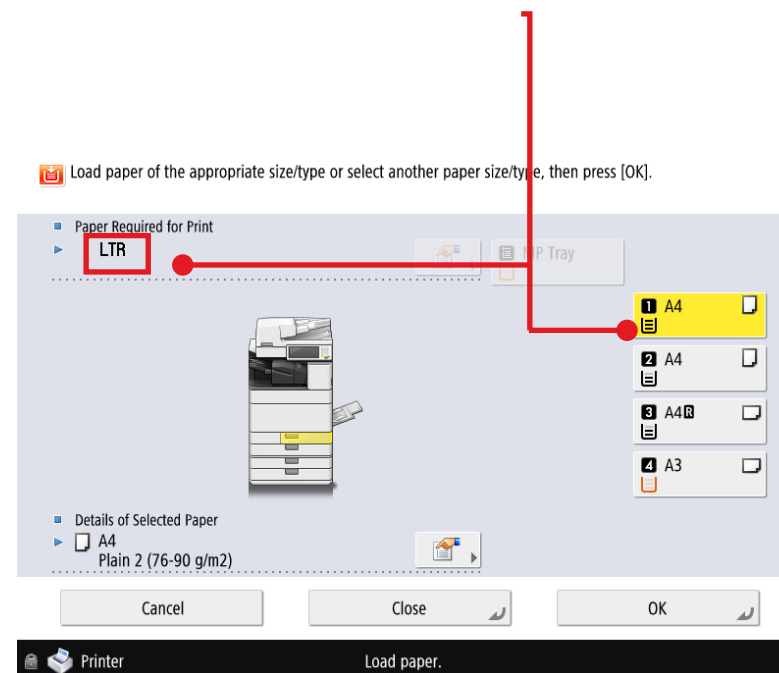 Load paper of the appropriate size/type or select another paper size/type, then press [OK].
Paper Required for Print
LTR
MP Tray
1 A4
2 A4
3 A4R
4 A3
Details of Selected Paper
A4
Plain 2 (76-90 g/m2)
Cancel
Close
OK
Printer
Load paper.